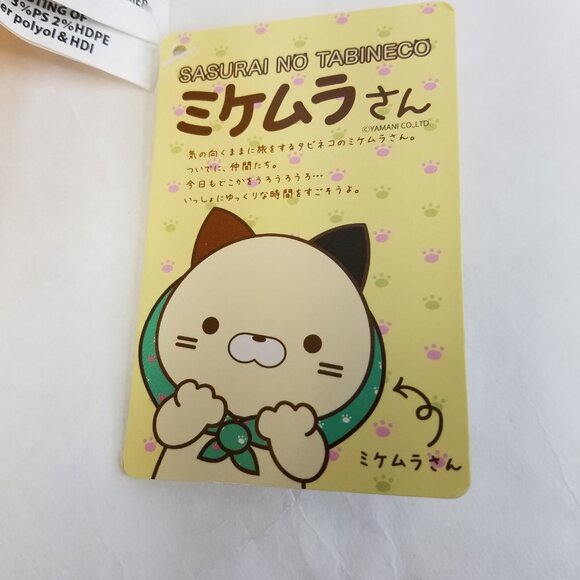 TING OF
3%PS 2%HDPE
er polyol & HDI
SASURAI NO TABINECO
ミケムラさん
©YAMANI CO.,LTD.
気の向くままに旅をするタビネコのミケムラさん。
ついでに、仲間たち。
今日もどこかをうろうろうろ…
いっしょにゆっくりな時間をすごそうよ。
ミケムラさん